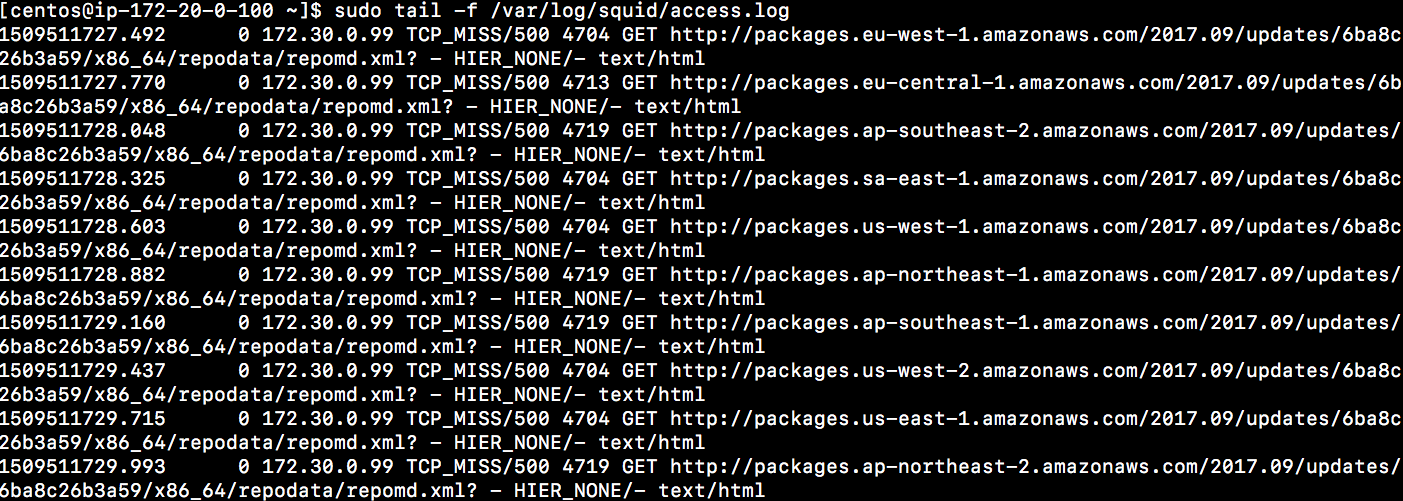 [centos@ip-172-20-0-100 ~]$ sudo tail -f /var/log/squid/access.log
1509511727.492      0 172.30.0.99 TCP_MISS/500 4704 GET http://packages.eu-west-1.amazonaws.com/2017.09/updates/6ba8c
26b3a59/x86_64/repodata/repomd.xml? - HIER_NONE/- text/html
1509511727.770      0 172.30.0.99 TCP_MISS/500 4713 GET http://packages.eu-central-1.amazonaws.com/2017.09/updates/6b
a8c26b3a59/x86_64/repodata/repomd.xml? - HIER_NONE/- text/html
1509511728.048      0 172.30.0.99 TCP_MISS/500 4719 GET http://packages.ap-southeast-2.amazonaws.com/2017.09/updates/
6ba8c26b3a59/x86_64/repodata/repomd.xml? - HIER_NONE/- text/html
1509511728.325      0 172.30.0.99 TCP_MISS/500 4704 GET http://packages.sa-east-1.amazonaws.com/2017.09/updates/6ba8c
26b3a59/x86_64/repodata/repomd.xml? - HIER_NONE/- text/html
1509511728.603      0 172.30.0.99 TCP_MISS/500 4704 GET http://packages.us-west-1.amazonaws.com/2017.09/updates/6ba8c
26b3a59/x86_64/repodata/repomd.xml? - HIER_NONE/- text/html
1509511728.882      0 172.30.0.99 TCP_MISS/500 4719 GET http://packages.ap-northeast-1.amazonaws.com/2017.09/updates/
6ba8c26b3a59/x86_64/repodata/repomd.xml? - HIER_NONE/- text/html
1509511729.160      0 172.30.0.99 TCP_MISS/500 4719 GET http://packages.ap-southeast-1.amazonaws.com/2017.09/updates/
6ba8c26b3a59/x86_64/repodata/repomd.xml? - HIER_NONE/- text/html
1509511729.437      0 172.30.0.99 TCP_MISS/500 4704 GET http://packages.us-west-2.amazonaws.com/2017.09/updates/6ba8c
26b3a59/x86_64/repodata/repomd.xml? - HIER_NONE/- text/html
1509511729.715      0 172.30.0.99 TCP_MISS/500 4704 GET http://packages.us-east-1.amazonaws.com/2017.09/updates/6ba8c
26b3a59/x86_64/repodata/repomd.xml? - HIER_NONE/- text/html
1509511729.993      0 172.30.0.99 TCP_MISS/500 4719 GET http://packages.ap-northeast-2.amazonaws.com/2017.09/updates/
6ba8c26b3a59/x86_64/repodata/repomd.xml? - HIER_NONE/- text/html